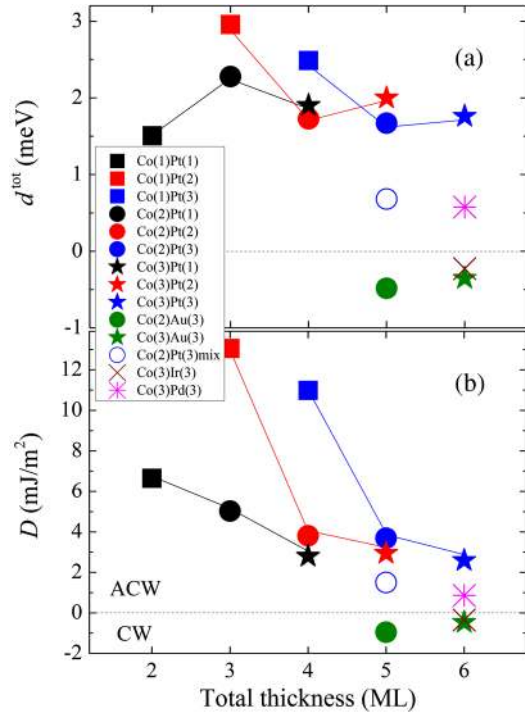 3
2
1
0
-1
d^tot (meV)
(a)
Co(1)Pt(1)
Co(1)Pt(2)
Co(1)Pt(3)
Co(2)Pt(1)
Co(2)Pt(2)
Co(2)Pt(3)
Co(3)Pt(1)
Co(3)Pt(2)
Co(3)Pt(3)
Co(2)Au(3)
Co(3)Au(3)
Co(2)Pt(3)mix
Co(3)Ir(3)
Co(3)Pd(3)
(b)
12
10
8
6
4
2
0
-2
D (mJ/m²)
ACW
CW
2 3 4 5 6
Total thickness (ML)